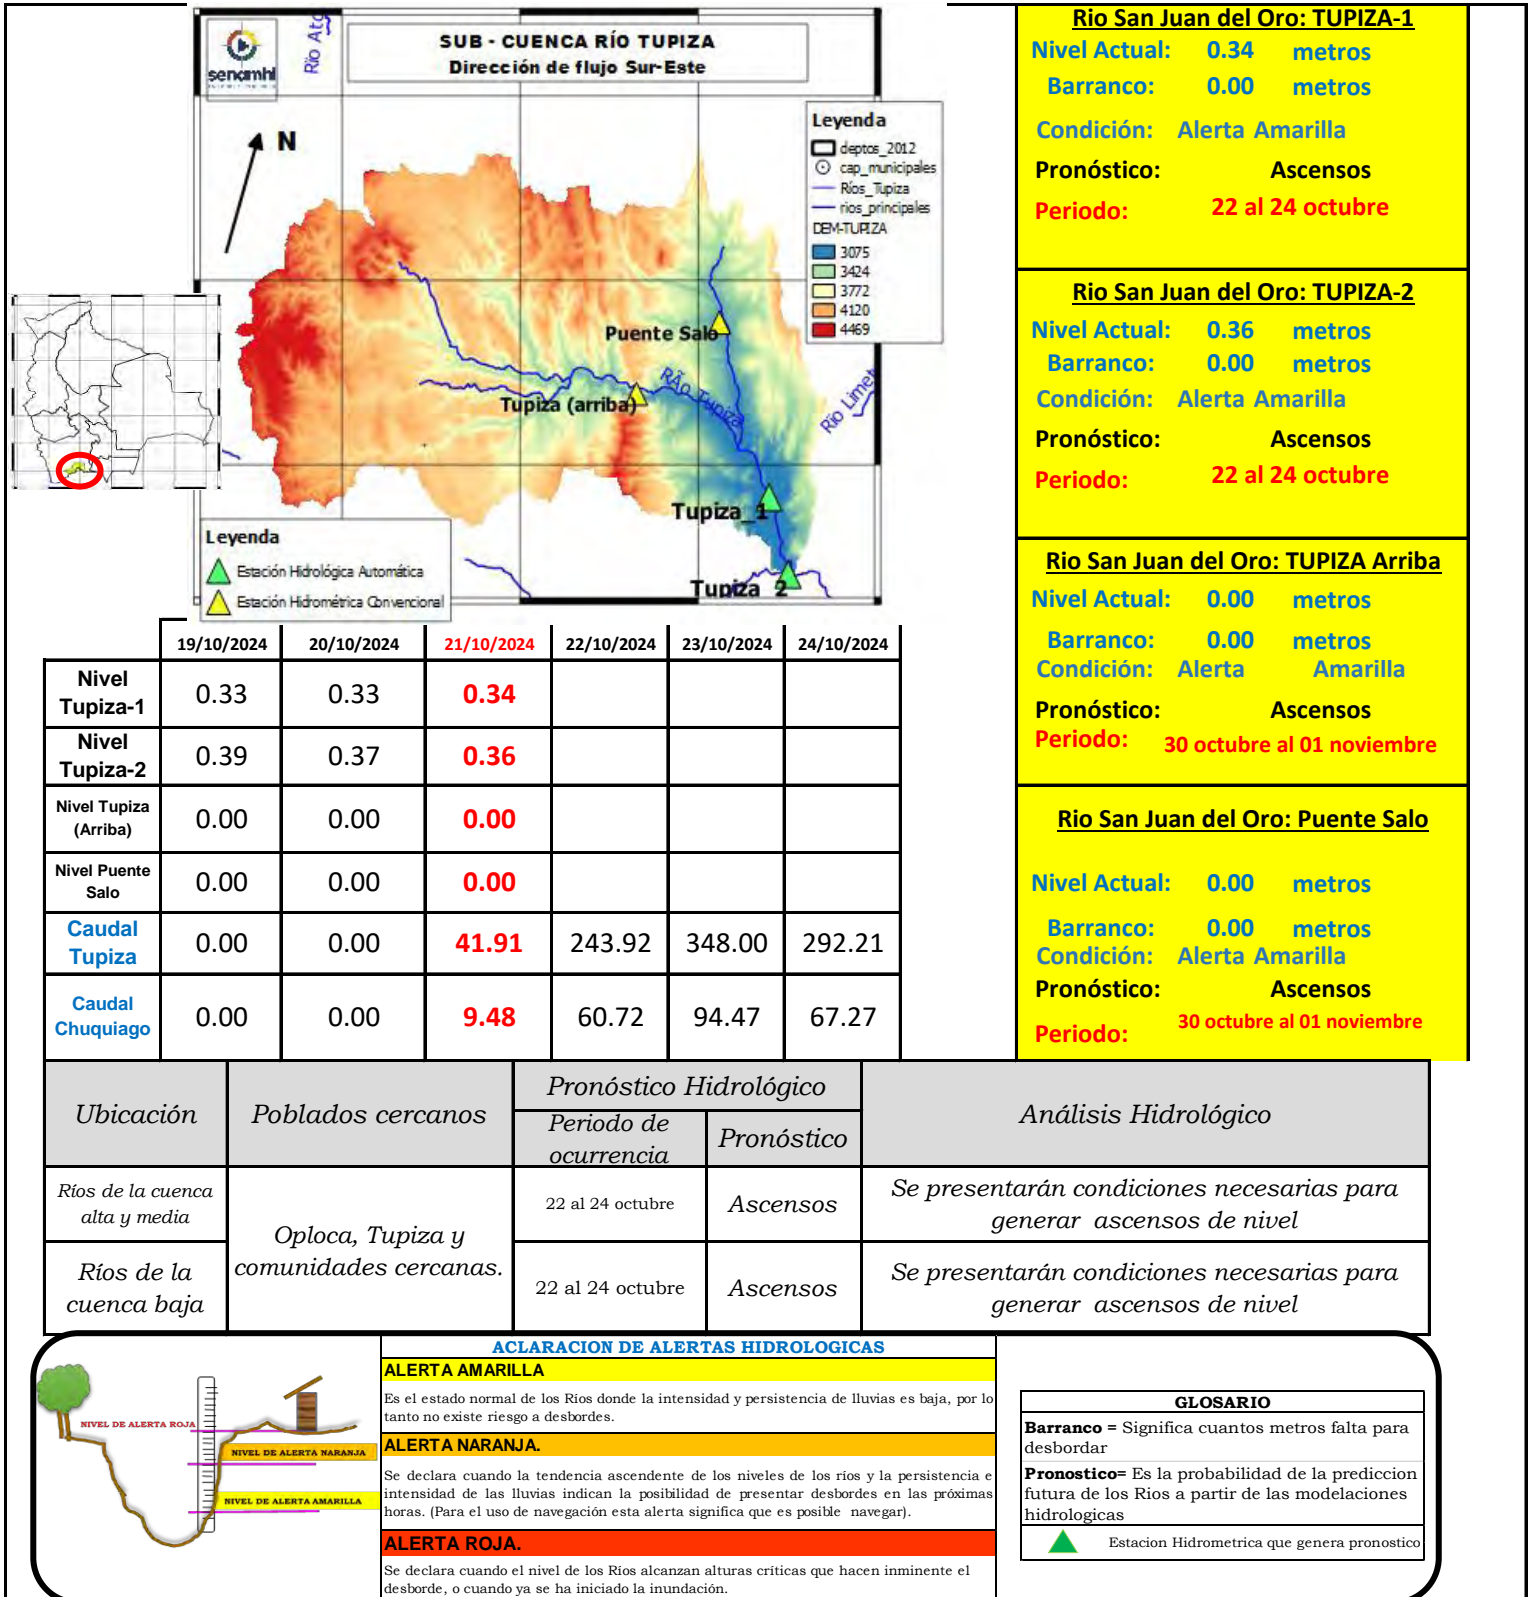 senamhi
SUB - CUENCA RÍO TUPIZA
Dirección de flujo Sur-Este
N
Leyenda
deptos_2012
cap_municipales
Ríos_Tupiza
rios_principales
DEM-TUPIZA
3075
3424
3772
4120
4469
Puente Salo
Tupiza (arriba)
RÃo Tupiza
Tupiza_1
Tupiza_2
Leyenda
Estación Hidrológica Automática
Estación Hidrométrica Convencional
Rio San Juan del Oro: TUPIZA-1
Nivel Actual: 0.34 metros
Barranco: 0.00 metros
Condición: Alerta Amarilla
Pronóstico: Ascensos
Periodo: 22 al 24 octubre
Rio San Juan del Oro: TUPIZA-2
Nivel Actual: 0.36 metros
Barranco: 0.00 metros
Condición: Alerta Amarilla
Pronóstico: Ascensos
Periodo: 22 al 24 octubre
Rio San Juan del Oro: TUPIZA Arriba
Nivel Actual: 0.00 metros
Barranco: 0.00 metros
Condición: Alerta Amarilla
Pronóstico: Ascensos
Periodo: 30 octubre al 01 noviembre
Rio San Juan del Oro: Puente Salo
Nivel Actual: 0.00 metros
Barranco: 0.00 metros
Condición: Alerta Amarilla
Pronóstico: Ascensos
Periodo: 30 octubre al 01 noviembre
19/10/2024 20/10/2024 21/10/2024 22/10/2024 23/10/2024 24/10/2024
Nivel
Tupiza-1 0.33 0.33 0.34
Nivel
Tupiza-2 0.39 0.37 0.36
Nivel Tupiza
(Arriba) 0.00 0.00 0.00
Nivel Puente
Salo 0.00 0.00 0.00
Caudal
Tupiza 0.00 0.00 41.91 243.92 348.00 292.21
Caudal
Chuquiago 0.00 0.00 9.48 60.72 94.47 67.27
Ubicación
Poblados cercanos
Pronóstico Hidrológico
Periodo de
ocurrencia
Pronóstico
Análisis Hidrológico
Ríos de la cuenca
alta y media
Oploca, Tupiza y
comunidades cercanas.
22 al 24 octubre
Ascensos
Se presentarán condiciones necesarias para
generar ascensos de nivel
Ríos de la
cuenca baja
22 al 24 octubre
Ascensos
Se presentarán condiciones necesarias para
generar ascensos de nivel
NIVEL DE ALERTA ROJA
NIVEL DE ALERTA NARANJA
NIVEL DE ALERTA AMARILLA
ACLARACION DE ALERTAS HIDROLOGICAS
ALERTA AMARILLA
Es el estado normal de los Ríos donde la intensidad y persistencia de lluvias es baja, por lo
tanto no existe riesgo a desbordes.
ALERTA NARANJA.
Se declara cuando la tendencia ascendente de los niveles de los ríos y la persistencia e
intensidad de las lluvias indican la posibilidad de presentar desbordes en las próximas
horas. (Para el uso de navegación esta alerta significa que es posible navegar).
ALERTA ROJA.
Se declara cuando el nivel de los Ríos alcanzan alturas críticas que hacen inminente el
desborde, o cuando ya se ha iniciado la inundación.
GLOSARIO
Barranco = Significa cuantos metros falta para
desbordar
Pronostico= Es la probabilidad de la prediccion
futura de los Rios a partir de las modelaciones
hidrologicas
Estacion Hidrometrica que genera pronostico